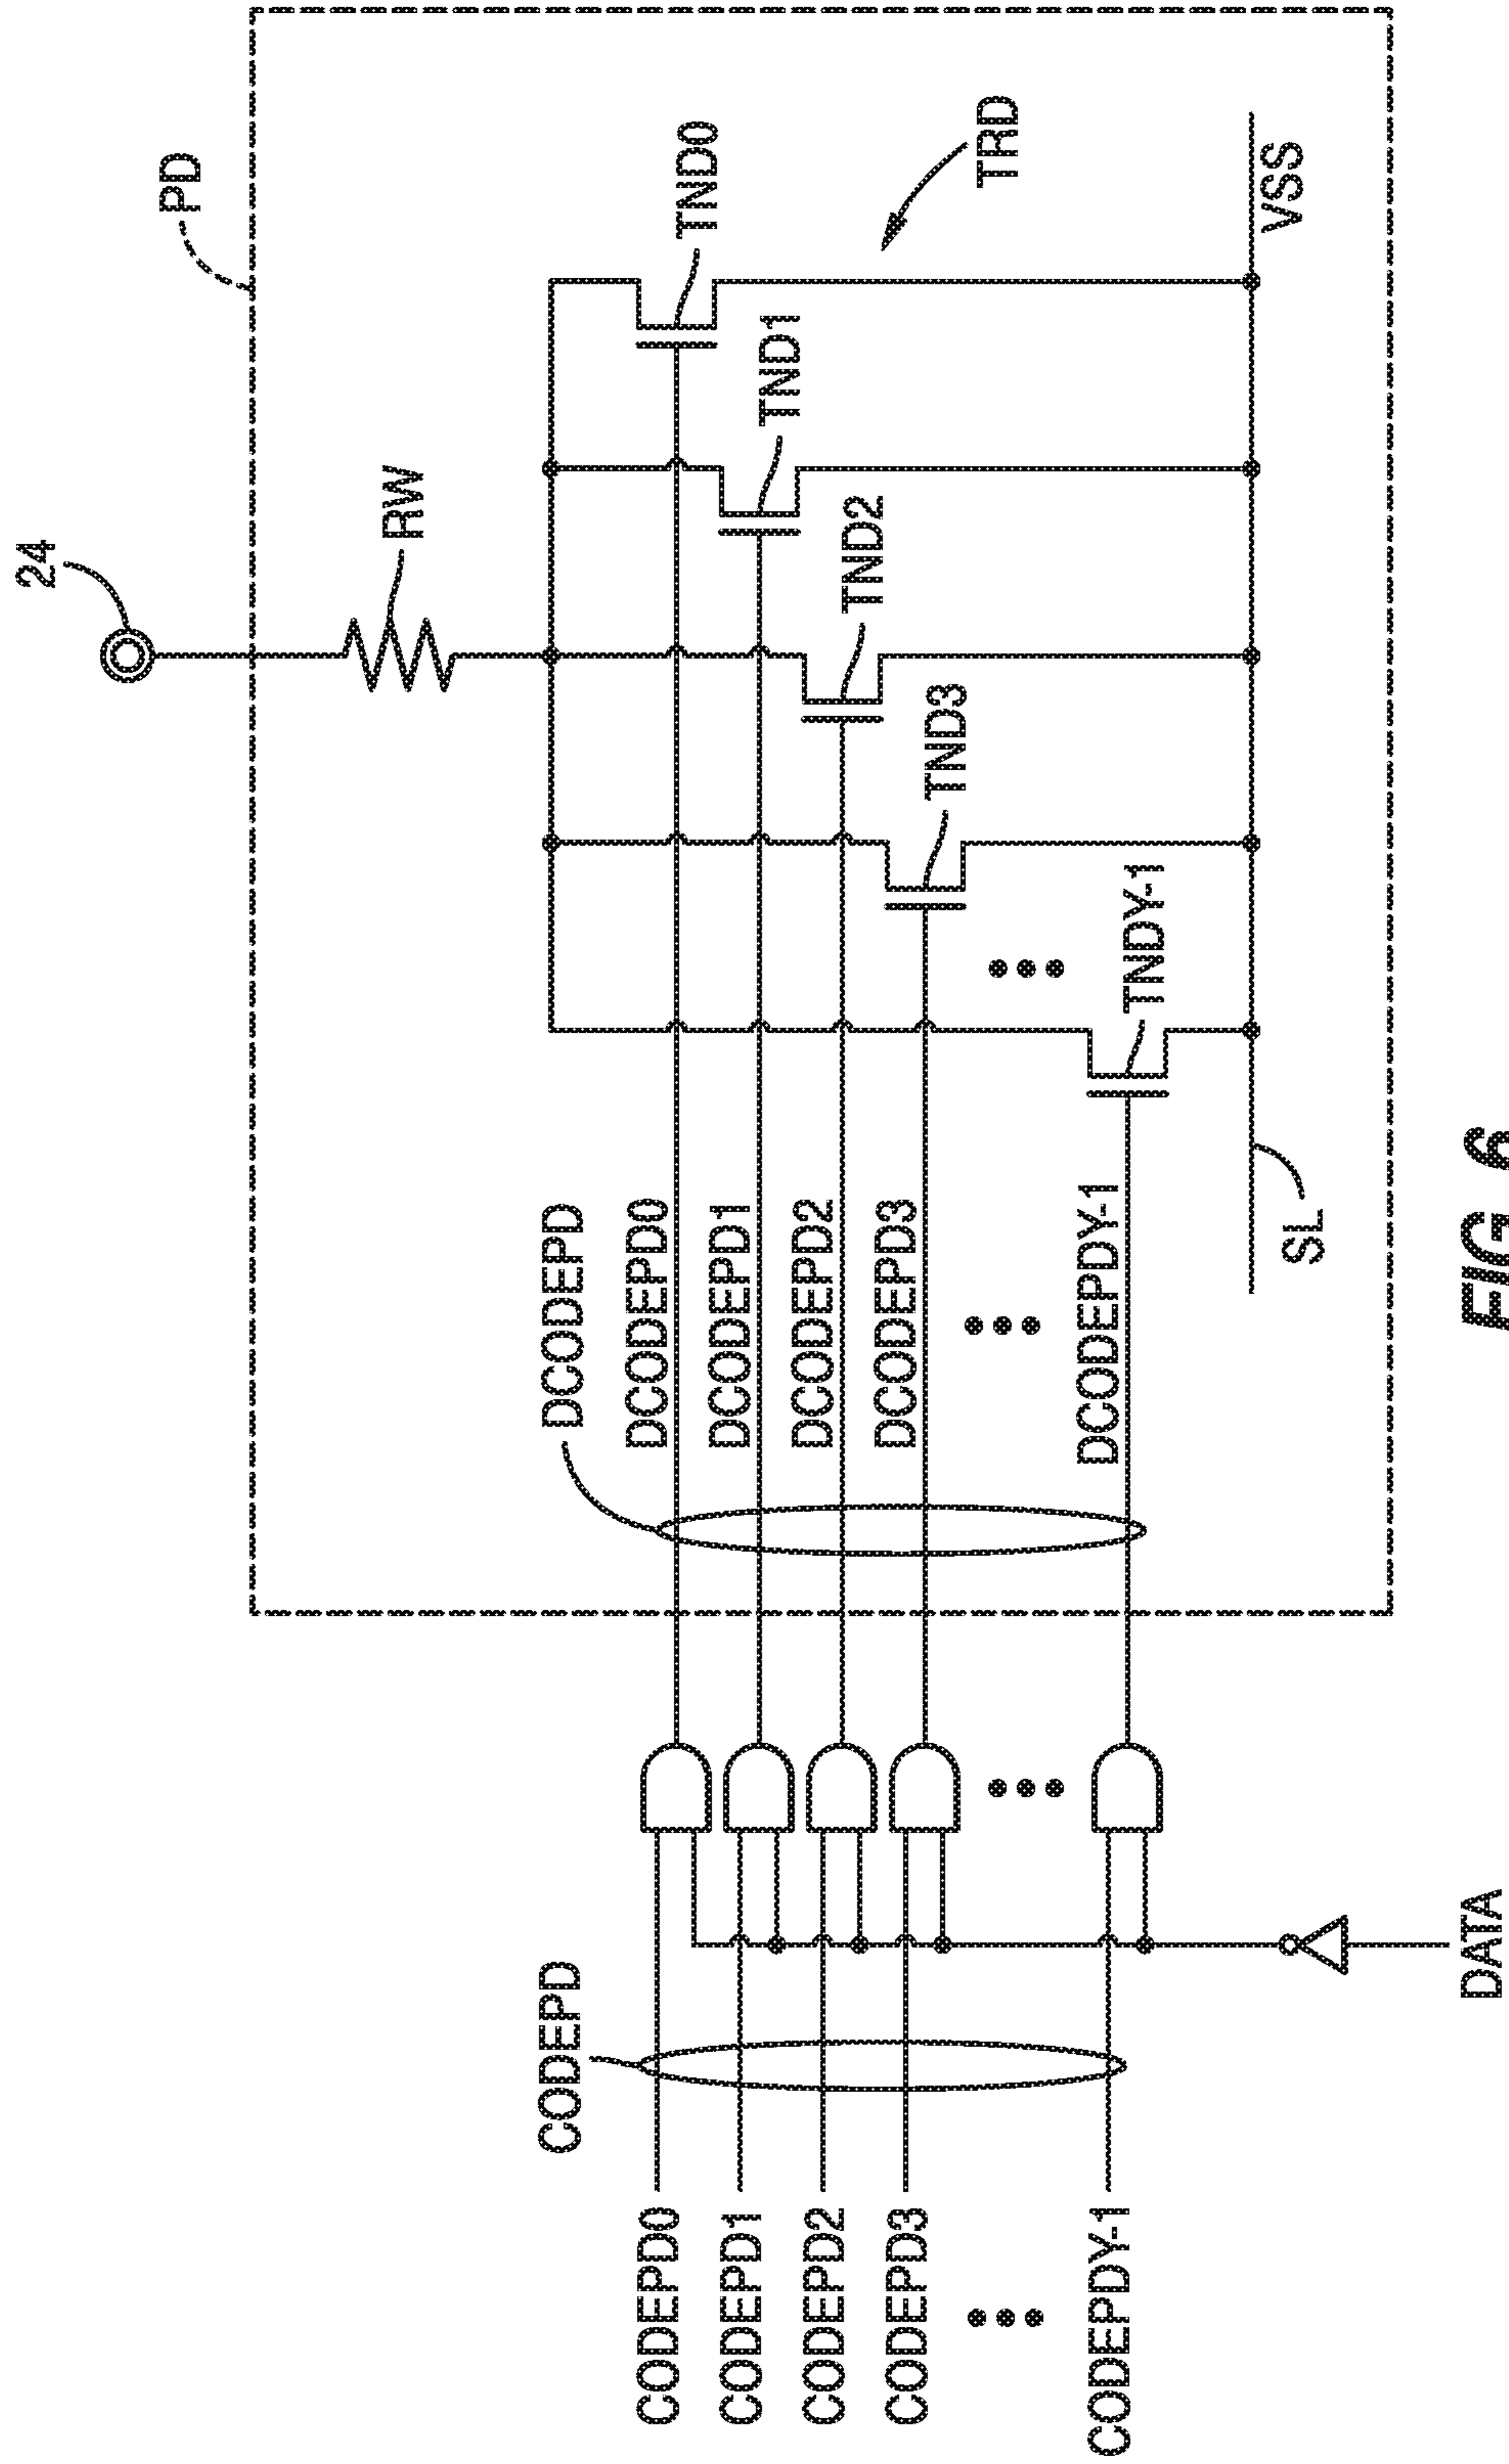 24
PD
RW
TND0
TND1
TND2
TND3
TNDY-1
TRD
VSS
SL
DCODEPD
DCODEPD0
DCODEPD1
DCODEPD2
DCODEPD3
DCODEPDY-1
CODEPD
CODEPD0
CODEPD1
CODEPD2
CODEPD3
CODEPDY-1
DATA
FIG. 6